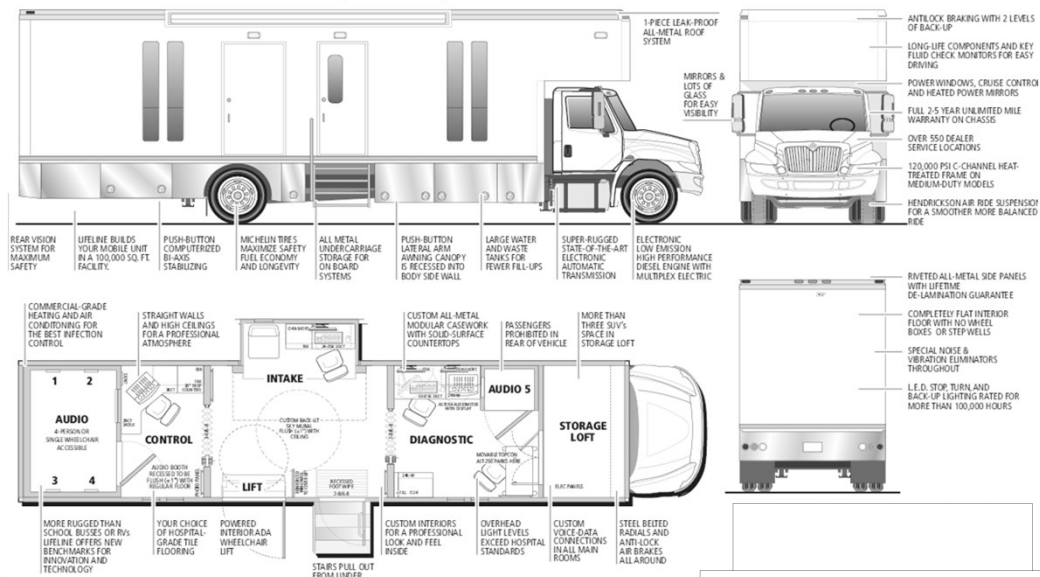 1-PIECE LEAK-PROOF
ALL-METAL ROOF
SYSTEM
MIRRORS &
LOTS OF
GLASS
FOR EASY
VISIBILITY
ANTILOCK BRAKING WITH 2 LEVELS
OF BACK-UP
LONG-LIFE COMPONENTS AND KEY
FLUID CHECK MONITORS FOR EASY
DRIVING
POWER WINDOWS, CRUISE CONTROL
AND HEATED POWER MIRRORS
FULL 2-5 YEAR UNLIMITED MILE
WARRANTY ON CHASSIS
OVER 550 DEALER
SERVICE LOCATIONS
120,000 PSI C-CHANNEL HEAT-
TREATED FRAME ON
MEDIUM-DUTY MODELS
HENDRICKSON AIR RIDE SUSPENSION
FOR A SMOOTHER MORE BALANCED
RIDE
REAR VISION
SYSTEM FOR
MAXIMUM
SAFETY
LIFELINE BUILDS
YOUR MOBILE UNIT
IN A 100,000 SQ. FT.
FACILITY.
PUSH-BUTTON
COMPUTERIZED
BI-AXIS
STABILIZING
MICHELIN TIRES
MAXIMIZE SAFETY
FUEL ECONOMY
AND LONGEVITY
ALL METAL
UNDERCARRIAGE
STORAGE FOR
ON BOARD
SYSTEMS
PUSH-BUTTON
LATERAL ARM
AWNING CANOPY
IS RECESSED INTO
BODY SIDE WALL
LARGE WATER
AND WASTE
TANKS FOR
FEWER FILL-UPS
SUPER-RUGGED
STATE-OF-THE-ART
ELECTRONIC
AUTOMATIC
TRANSMISSION
ELECTRONIC
LOW EMISSION
HIGH PERFORMANCE
DIESEL ENGINE WITH
MULTIPLEX ELECTRIC
COMMERCIAL-GRADE
HEATING AND AIR
CONDITONING FOR
THE BEST INFECTION
CONTROL
STRAIGHT WALLS
AND HIGH CEILINGS
FOR A PROFESSIONAL
ATMOSPHERE
CUSTOM ALL-METAL
MODULAR CASEWORK
WITH SOLID-SURFACE
COUNTERTOPS
PASSENGERS
PROHIBITED IN
REAR OF VEHICLE
MORE THAN
THREE SUV's
SPACE IN
STORAGE LOFT
RIVETED ALL-METAL SIDE PANELS
WITH LIFETIME
DE-LAMINATION GUARANTEE
COMPLETELY FLAT INTERIOR
FLOOR WITH NO WHEEL
BOXES OR STEP WELLS
SPECIAL NOISE &
VIBRATION ELIMINATORS
THROUGHOUT
L.E.D. STOP, TURN, AND
BACK-UP LIGHTING RATED FOR
MORE THAN 100,000 HOURS
1 2
AUDIO
4-PERSON OR
SINGLE WHEELCHAIR
ACCESSIBLE
3 4
CONTROL
AUDIO BOOTH
RECESSED TO BE
FLUSH (±1") WITH
REGULAR FLOOR
INTAKE
CUSTOM BACK-LIT
SKY MURAL
FLUSH (±1") WITH
CEILING
LIFT
RECESSED
DIAGNOSTIC
AUDIO 5
STORAGE
LOFT
ELEC PANELS
MORE RUGGED THAN
SCHOOL BUSSES OR RVs
LIFELINE OFFERS NEW
BENCHMARKS FOR
INNOVATION AND
TECHNOLOGY
YOUR CHOICE
OF HOSPITAL-
GRADE TILE
FLOORING
POWERED
INTERIOR ADA
WHEELCHAIR
LIFT
STAIRS PULL OUT
FROM UNDER
CUSTOM INTERIORS
FOR A PROFESSIONAL
LOOK AND FEEL
INSIDE
OVERHEAD
LIGHT LEVELS
EXCEED HOSPITAL
STANDARDS
CUSTOM
VOICE-DATA
CONNECTIONS
IN ALL MAIN
ROOMS
STEEL BELTED
RADIALS AND
ANTI-LOCK
AIR BRAKES
ALL AROUND